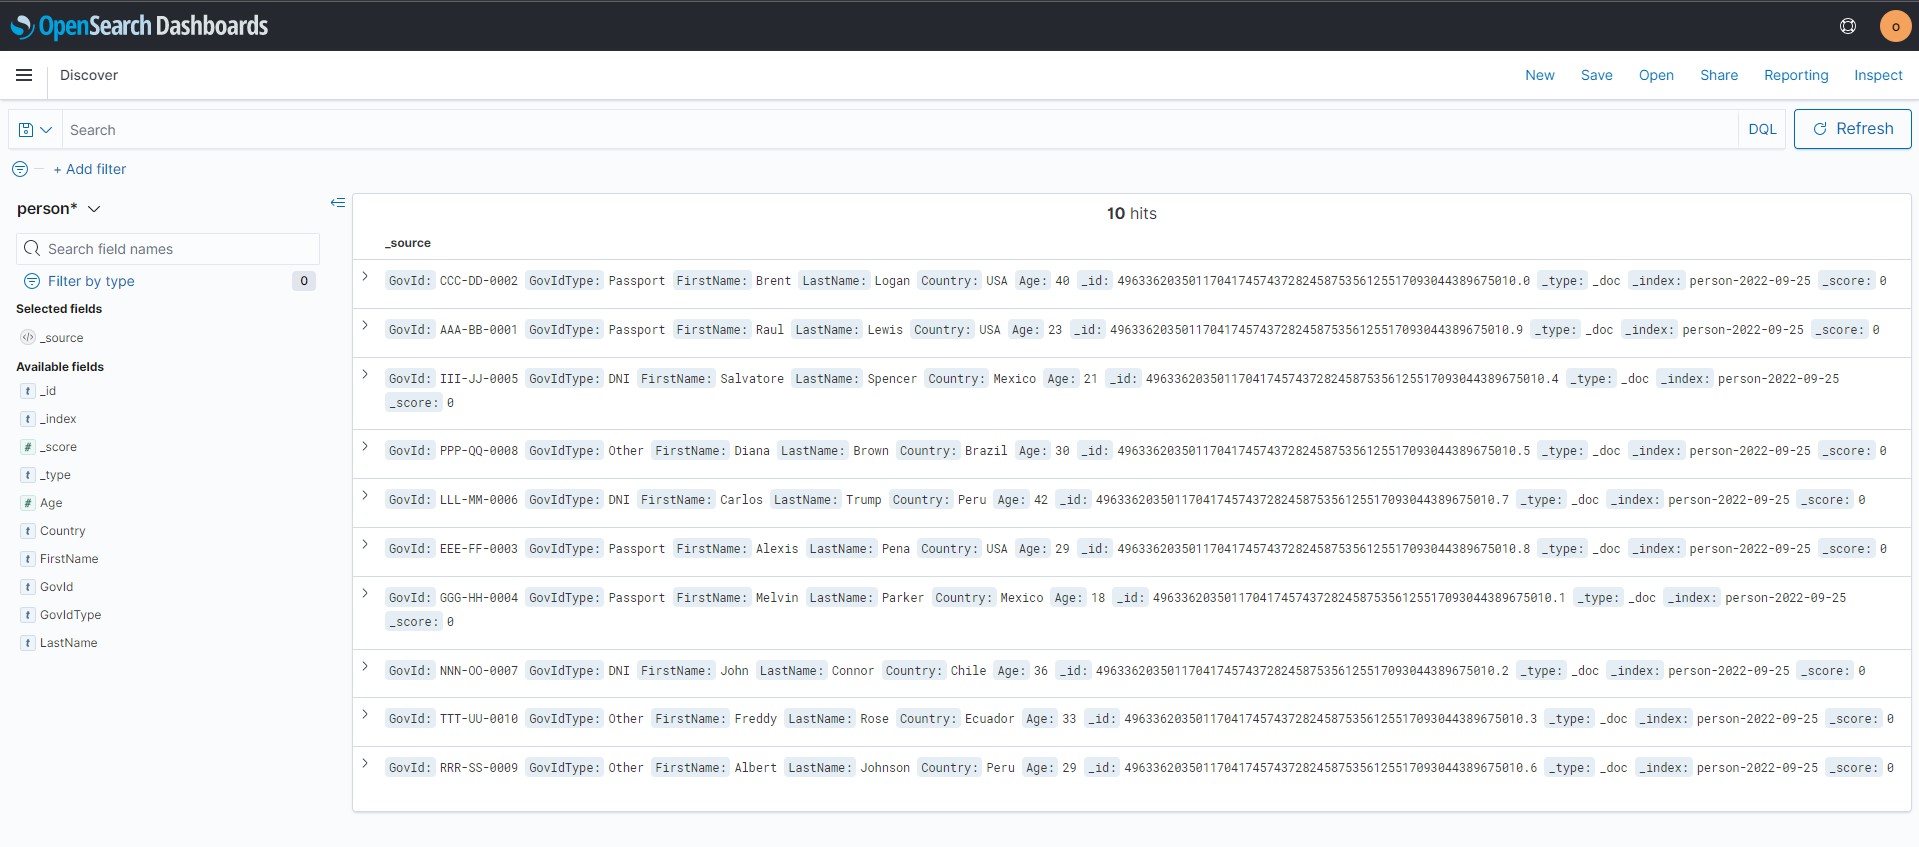 OpenSearch Dashboards
o
Discover
New Save Open Share Reporting Inspect
Search
DQL
Refresh
+ Add filter
person*
Search field names
Filter by type 0
Selected fields
_source
Available fields
t _id
t _index
# _score
t _type
# Age
t Country
t FirstName
t GovId
t GovIdType
t LastName
10 hits
_source
GovId: CCC-DD-0002 GovIdType: Passport FirstName: Brent LastName: Logan Country: USA Age: 40 _id: 49633620350117041745743728245875356125517093044389675010.0 _type: _doc _index: person-2022-09-25 _score: 0
GovId: AAA-BB-0001 GovIdType: Passport FirstName: Raul LastName: Lewis Country: USA Age: 23 _id: 49633620350117041745743728245875356125517093044389675010.9 _type: _doc _index: person-2022-09-25 _score: 0
GovId: III-JJ-0005 GovIdType: DNI FirstName: Salvatore LastName: Spencer Country: Mexico Age: 21 _id: 49633620350117041745743728245875356125517093044389675010.4 _type: _doc _index: person-2022-09-25
_score: 0
GovId: PPP-QQ-0008 GovIdType: Other FirstName: Diana LastName: Brown Country: Brazil Age: 30 _id: 49633620350117041745743728245875356125517093044389675010.5 _type: _doc _index: person-2022-09-25 _score: 0
GovId: LLL-MM-0006 GovIdType: DNI FirstName: Carlos LastName: Trump Country: Peru Age: 42 _id: 49633620350117041745743728245875356125517093044389675010.7 _type: _doc _index: person-2022-09-25 _score: 0
GovId: EEE-FF-0003 GovIdType: Passport FirstName: Alexis LastName: Pena Country: USA Age: 29 _id: 49633620350117041745743728245875356125517093044389675010.8 _type: _doc _index: person-2022-09-25 _score: 0
GovId: GGG-HH-0004 GovIdType: Passport FirstName: Melvin LastName: Parker Country: Mexico Age: 18 _id: 49633620350117041745743728245875356125517093044389675010.1 _type: _doc _index: person-2022-09-25
_score: 0
GovId: NNN-OO-0007 GovIdType: DNI FirstName: John LastName: Connor Country: Chile Age: 36 _id: 49633620350117041745743728245875356125517093044389675010.2 _type: _doc _index: person-2022-09-25 _score: 0
GovId: TTT-UU-0010 GovIdType: Other FirstName: Freddy LastName: Rose Country: Ecuador Age: 33 _id: 49633620350117041745743728245875356125517093044389675010.3 _type: _doc _index: person-2022-09-25 _score: 0
GovId: RRR-SS-0009 GovIdType: Other FirstName: Albert LastName: Johnson Country: Peru Age: 29 _id: 49633620350117041745743728245875356125517093044389675010.6 _type: _doc _index: person-2022-09-25 _score: 0